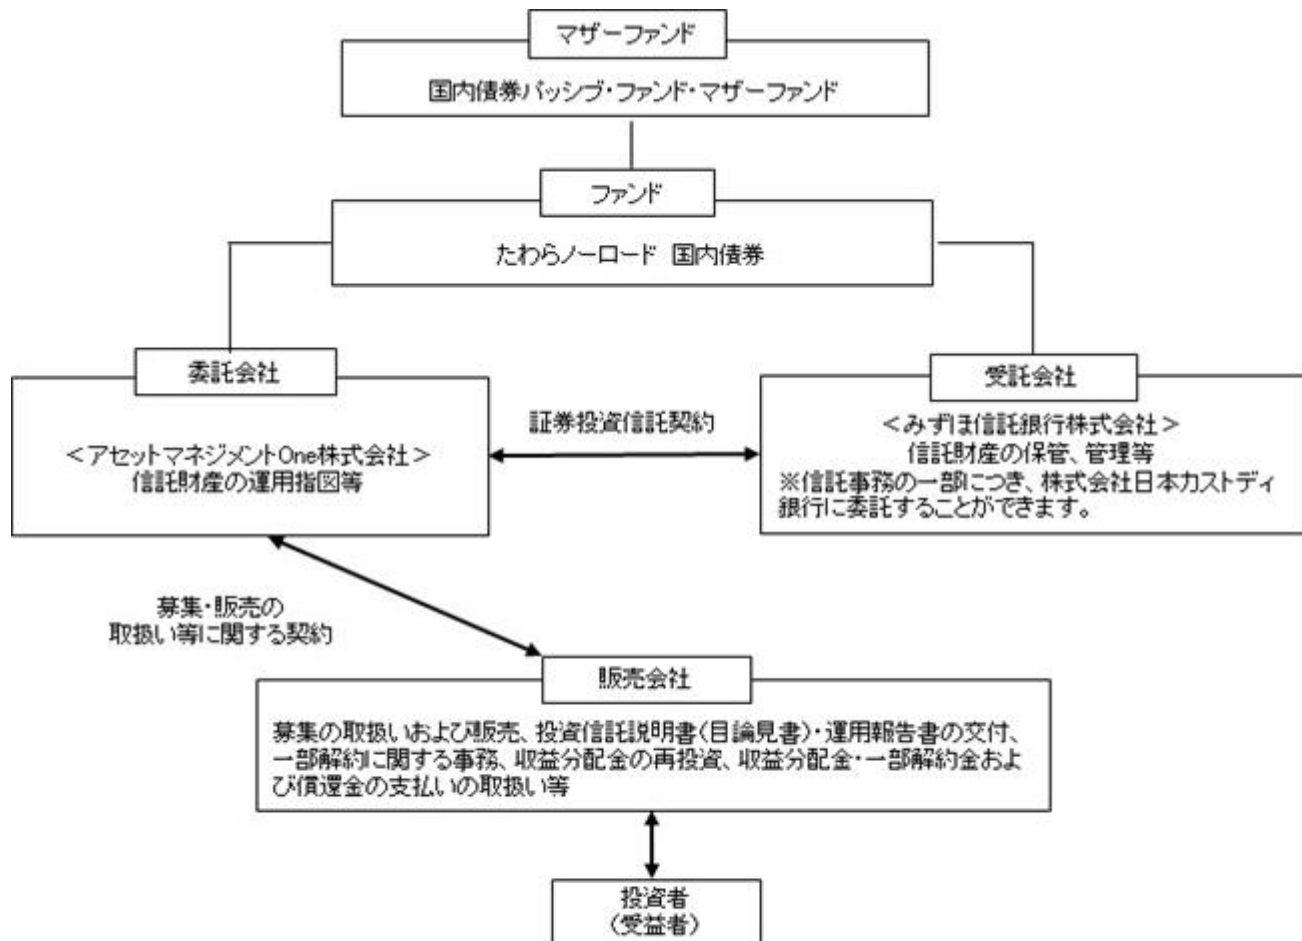 マザーファンド
国内債券パッシブ・ファンド・マザーファンド
ファンド
たわらノーロード 国内債券
委託会社
＜アセットマネジメントOne株式会社＞
信託財産の運用指図等
証券投資信託契約
受託会社
＜みずほ信託銀行株式会社＞
信託財産の保管、管理等
※信託事務の一部につき、株式会社日本カストディ
銀行に委託することができます。
募集・販売の
取扱い等に関する契約
販売会社
募集の取扱いおよび販売、投資信託説明書(目論見書)・運用報告書の交付、
一部解約に関する事務、収益分配金の再投資、収益分配金・一部解約金およ
び償還金の支払いの取扱い等
投資者
(受益者)